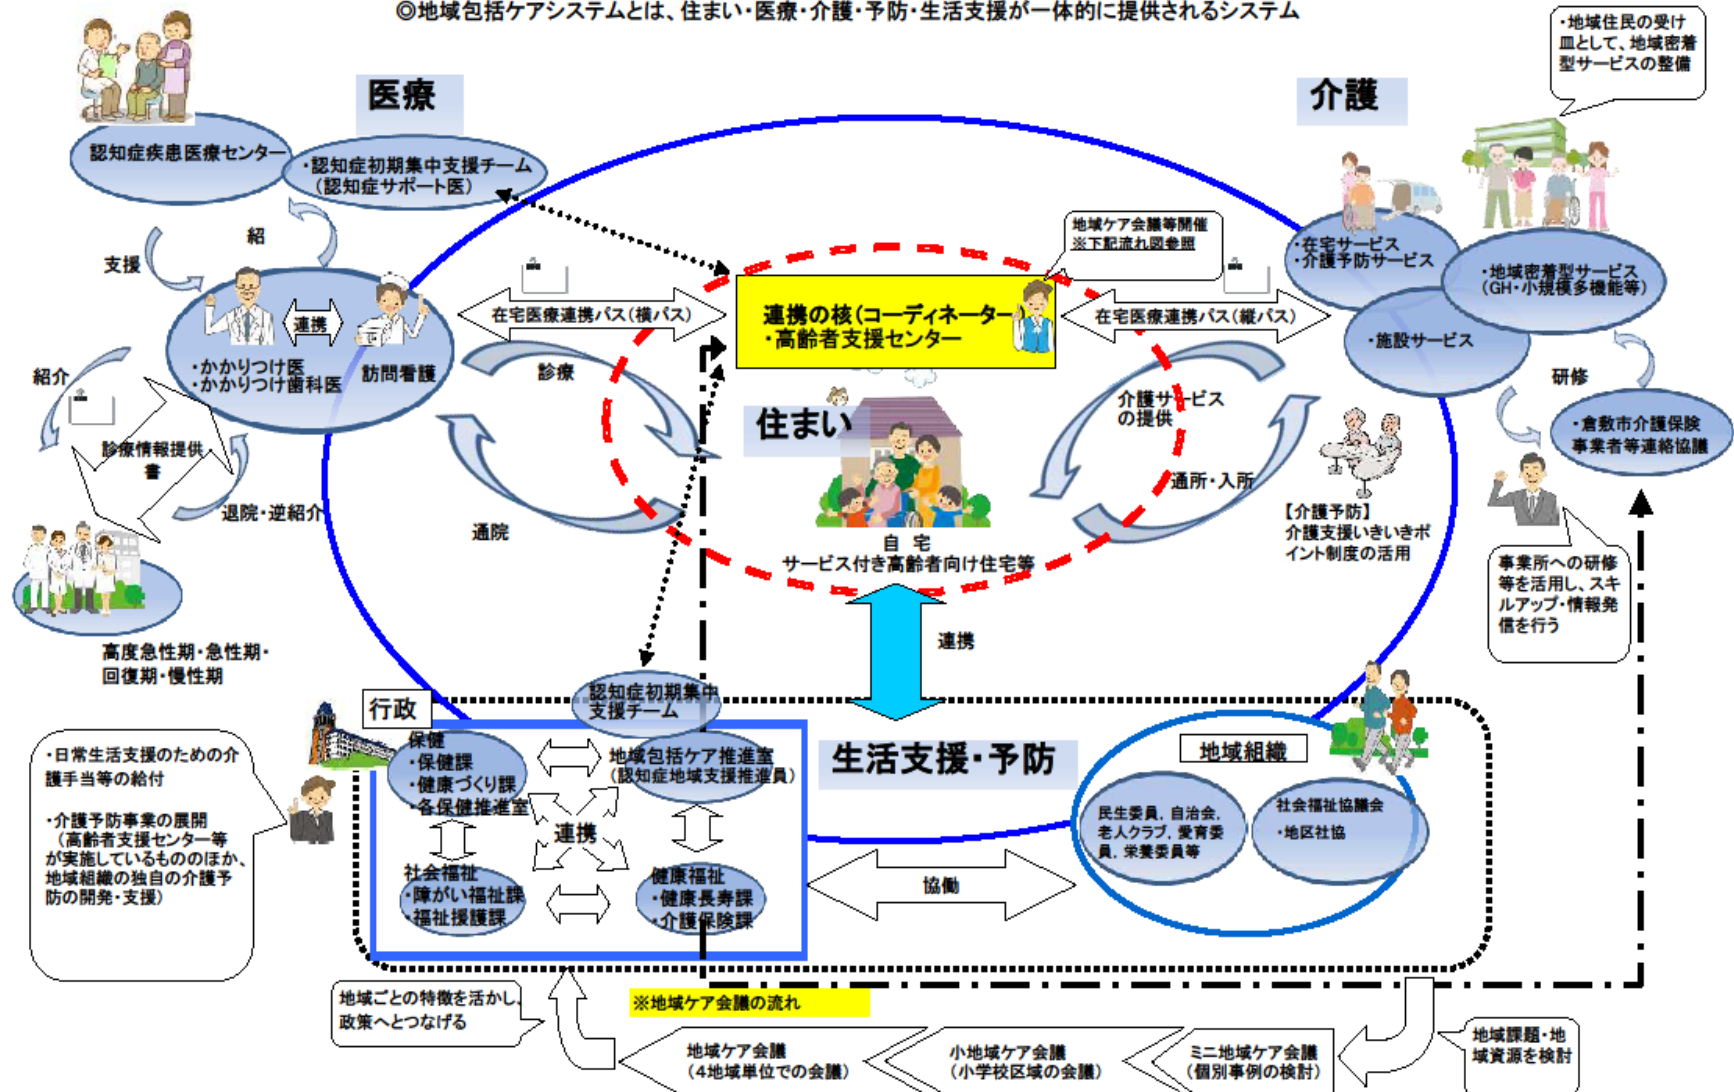 ◎地域包括ケアシステムとは、住まい・医療・介護・予防・生活支援が一体的に提供されるシステム
・地域住民の受け
皿として、地域密着
型サービスの整備
医療
介護
認知症疾患医療センター
・認知症初期集中支援チーム
(認知症サポート医)
紹
支援
地域ケア会議等開催
※下記流れ図参照
・在宅サービス
・介護予防サービス
・地域密着型サービス
(GH・小規模多機能等)
・施設サービス
連携
・かかりつけ医
・かかりつけ歯科医
訪問看護
在宅医療連携パス(横パス)
連携の核(コーディネーター)
・高齢者支援センター
在宅医療連携パス(縦パス)
紹介
診療情報提供
書
退院・逆紹介
診療
通院
住まい
介護サービス
の提供
通所・入所
研修
・倉敷市介護保険
事業者等連絡協議
【介護予防】
介護支援いきいきポ
イント制度の活用
事業所への研修
等を活用し、スキ
ルアップ・情報発
信を行う
自 宅
サービス付き高齢者向け住宅等
連携
高度急性期・急性期・
回復期・慢性期
行政
認知症初期集中
支援チーム
・日常生活支援のための介
護手当等の給付
・介護予防事業の展開
(高齢者支援センター等
が実施しているもののほか、
地域組織の独自の介護予
防の開発・支援)
保健
・保健課
・健康づくり課
・各保健推進室
地域包括ケア推進室
(認知症地域支援推進員)
連携
社会福祉
・障がい福祉課
・福祉援護課
健康福祉
・健康長寿課
・介護保険課
生活支援・予防
協働
地域組織
民生委員,自治会,
老人クラブ,愛育委
員,栄養委員等
社会福祉協議会
・地区社協
地域ごとの特徴を活かし、
政策へとつなげる
※地域ケア会議の流れ
地域ケア会議
(4地域単位での会議)
小地域ケア会議
(小学校区域の会議)
ミニ地域ケア会議
(個別事例の検討)
地域課題・地
域資源を検討